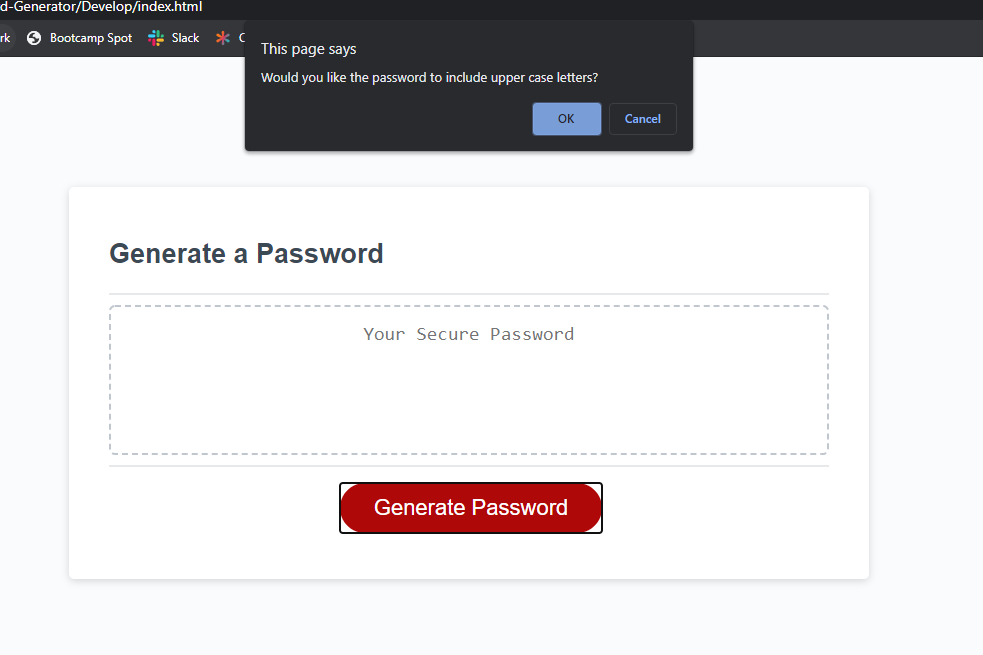 d-Generator/Develop/index.html
rk Bootcamp Spot Slack C
This page says
Would you like the password to include upper case letters?
OK Cancel
Generate a Password
Your Secure Password
Generate Password